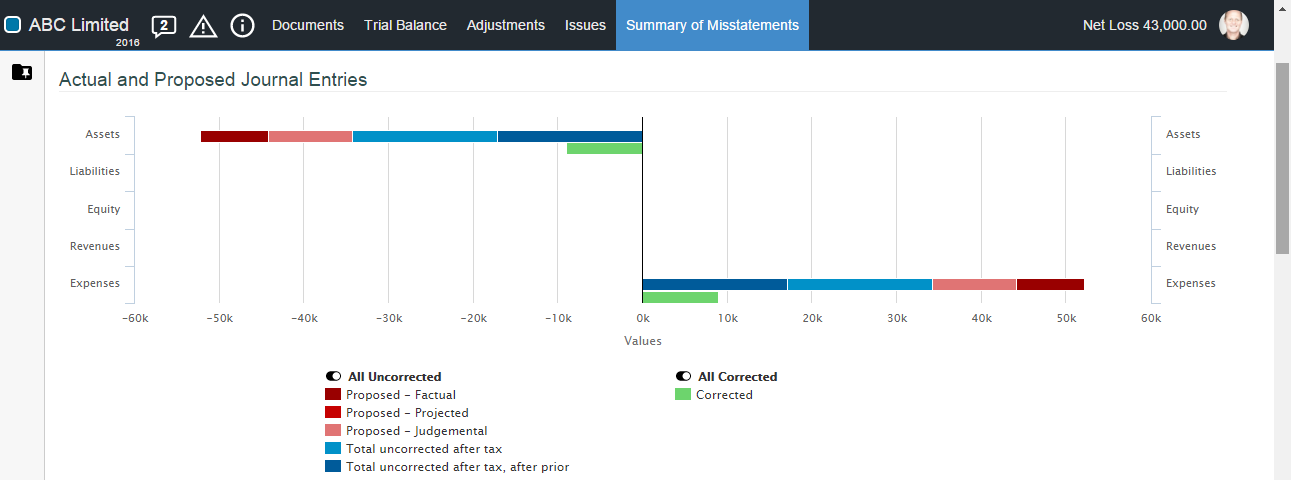 ABC Limited 2 Documents Trial Balance Adjustments Issues Summary of Misstatements Net Loss 43,000.00
2016
Actual and Proposed Journal Entries
Assets Assets
Liabilities Liabilities
Equity Equity
Revenues Revenues
Expenses Expenses
-60k -50k -40k -30k -20k -10k 0k 10k 20k 30k 40k 50k 60k
Values
All Uncorrected All Corrected
Proposed - Factual Corrected
Proposed - Projected
Proposed - Judgemental
Total uncorrected after tax
Total uncorrected after tax, after prior